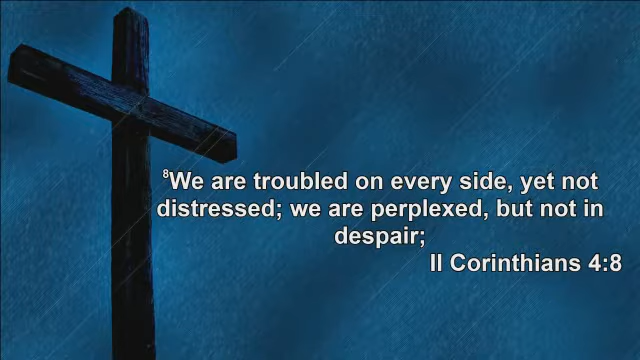 ⁸We are troubled on every side, yet not
distressed; we are perplexed, but not in
despair;
II Corinthians 4:8